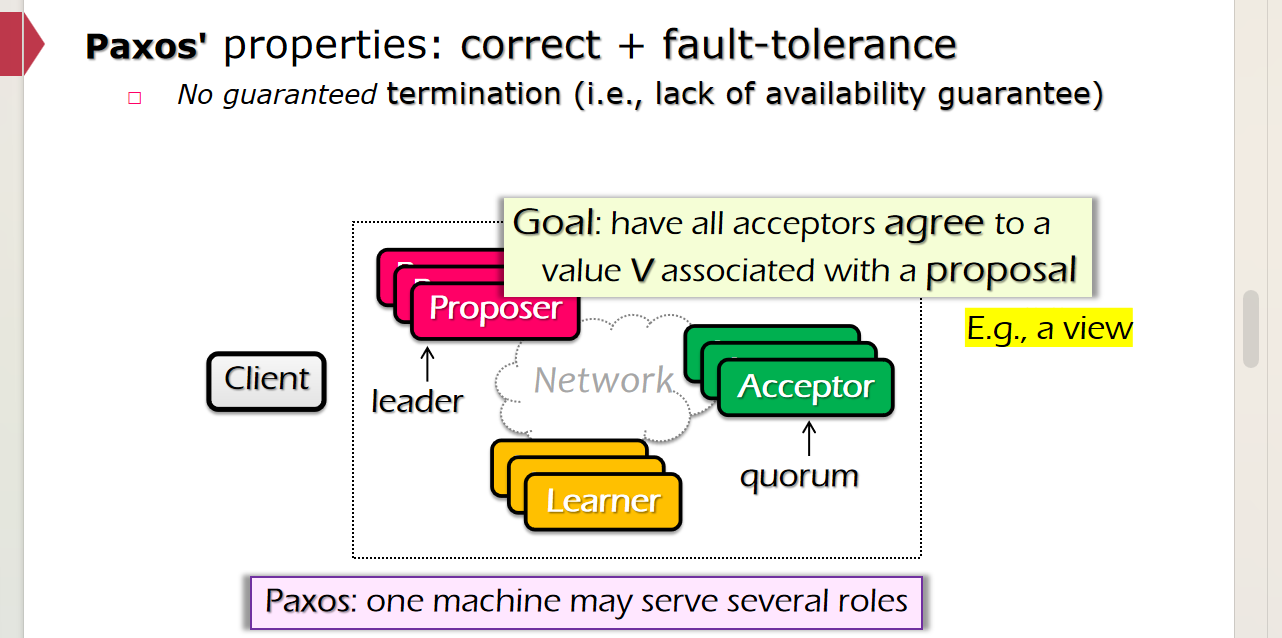 Paxos' properties: correct + fault-tolerance
No guaranteed termination (i.e., lack of availability guarantee)
Goal: have all acceptors agree to a
value V associated with a proposal
E.g., a view
Proposer
leader
Client
Network
Acceptor
quorum
Learner
Paxos: one machine may serve several roles